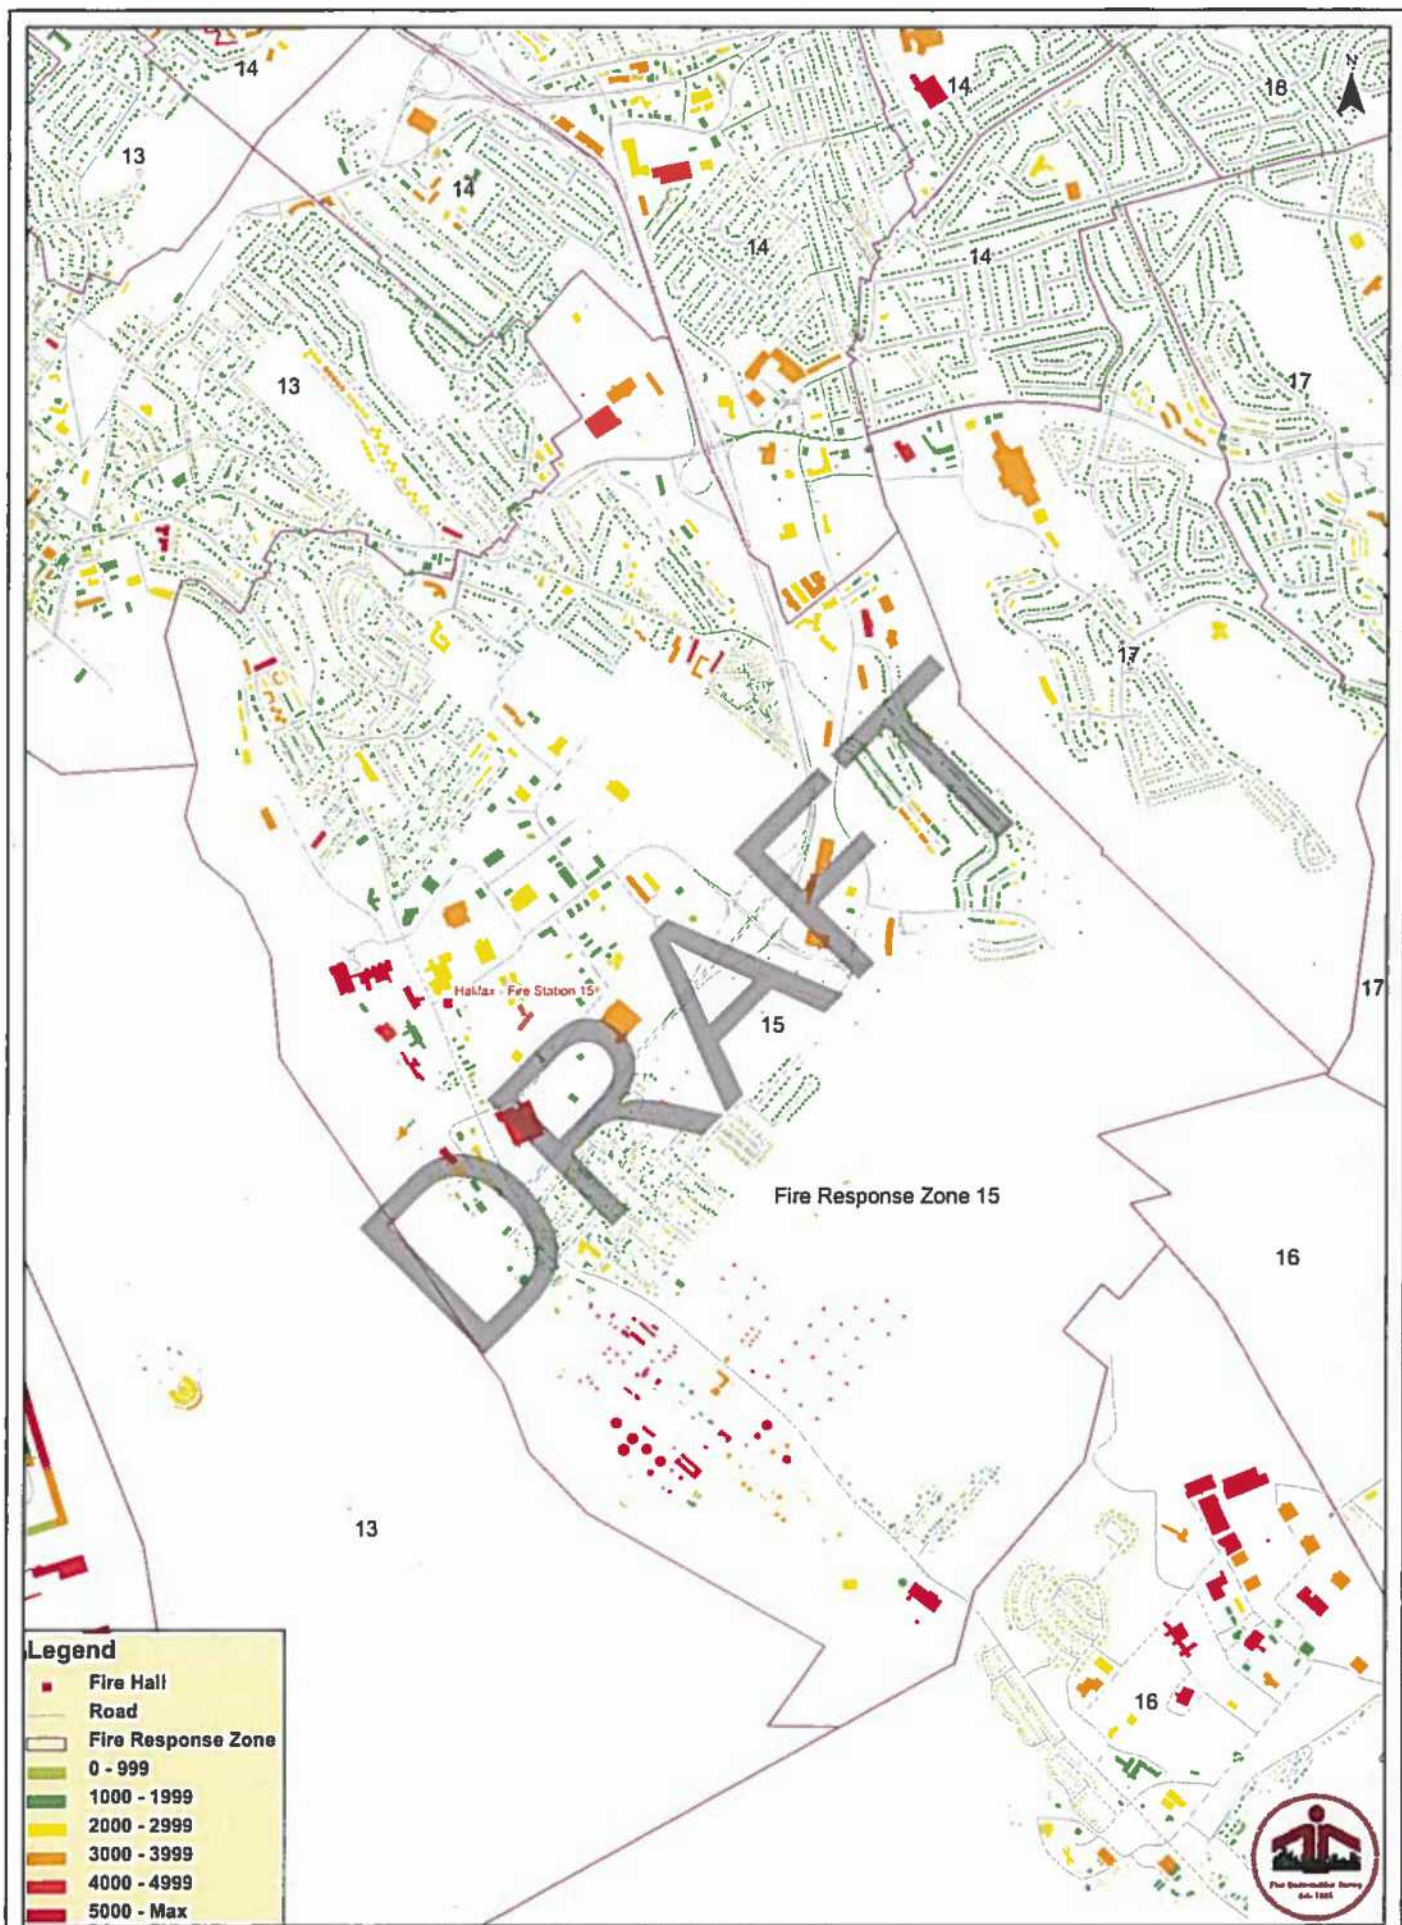 N
14
14
18
13
14
14
14
13
17
17
17
Halifax - Fire Station 15
15
DRAFT
Fire Response Zone 15
16
13
16
Legend
Fire Hall
Road
Fire Response Zone
0 - 999
1000 - 1999
2000 - 2999
3000 - 3999
4000 - 4999
5000 - Max